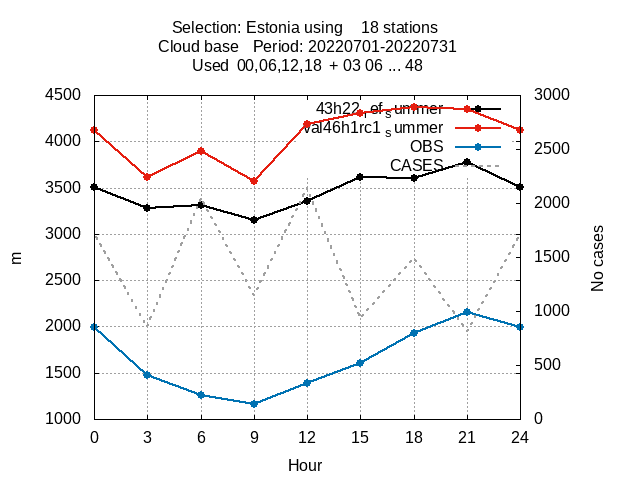 Selection: Estonia using 18 stations
Cloud base Period: 20220701-20220731
Used 00,06,12,18 + 03 06 ... 48
4500
4000
3500
3000
2500
2000
1500
1000
3000
2500
2000
1500
1000
500
0
43h22_ref_summer
val46h1rc1_summer
OBS
CASES
m
No cases
0 3 6 9 12 15 18 21 24
Hour